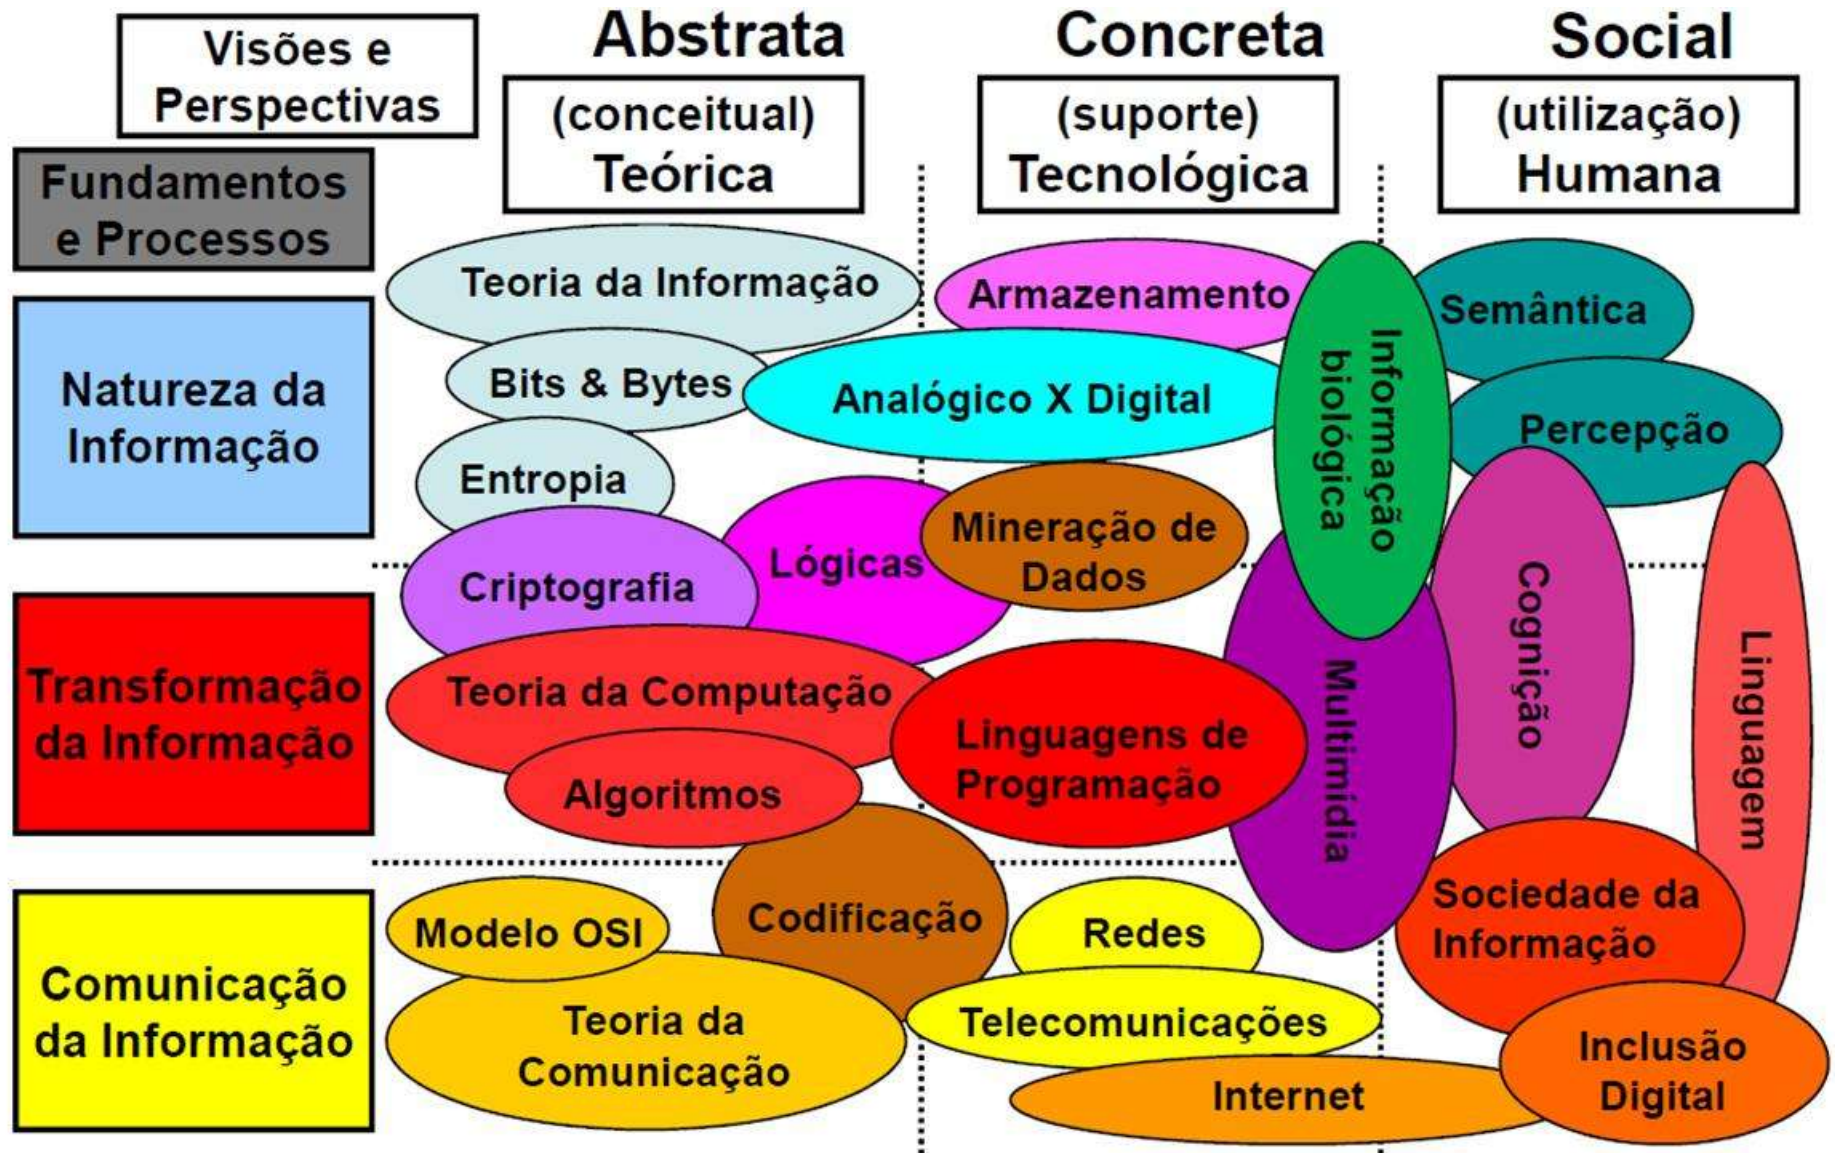 Visões e
Perspectivas
Abstrata
(conceitual)
Teórica
Concreta
(suporte)
Tecnológica
Social
(utilização)
Humana
Fundamentos
e Processos
Natureza da
Informação
Teoria da Informação
Bits & Bytes
Entropia
Armazenamento
Analógico X Digital
Mineração de
Dados
Informação
biológica
Semântica
Percepção
Transformação
da Informação
Criptografia
Lógicas
Teoria da Computação
Algoritmos
Linguagens de
Programação
Multimídia
Cognição
Linguagem
Comunicação
da Informação
Modelo OSI
Codificação
Teoria da
Comunicação
Redes
Telecomunicações
Internet
Sociedade da
Informação
Inclusão
Digital